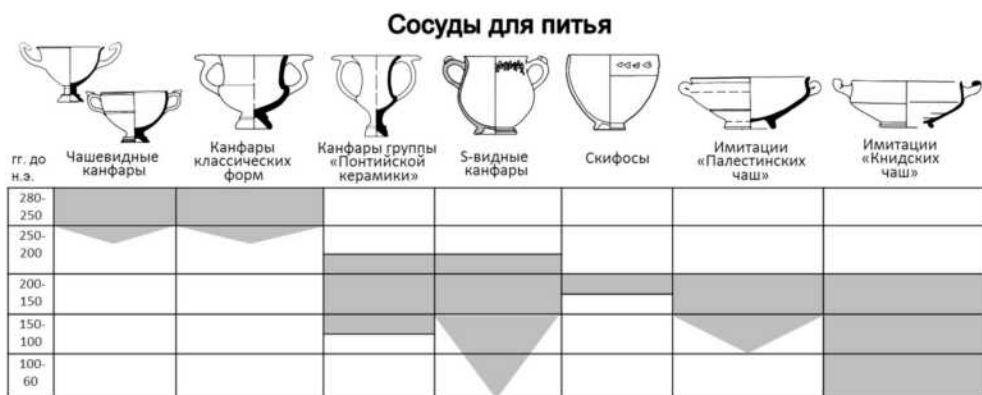 Сосуды для питья
гг. до
н.э.
Чашевидные
канфары
Канфары
классических
форм
Канфары группы
«Понтийской
керамики»
S-видные
канфары
Скифосы
Имитации
«Палестинских
чаш»
Имитации
«Книдских
чаш»
280-
250
250-
200
200-
150
150-
100
100-
60